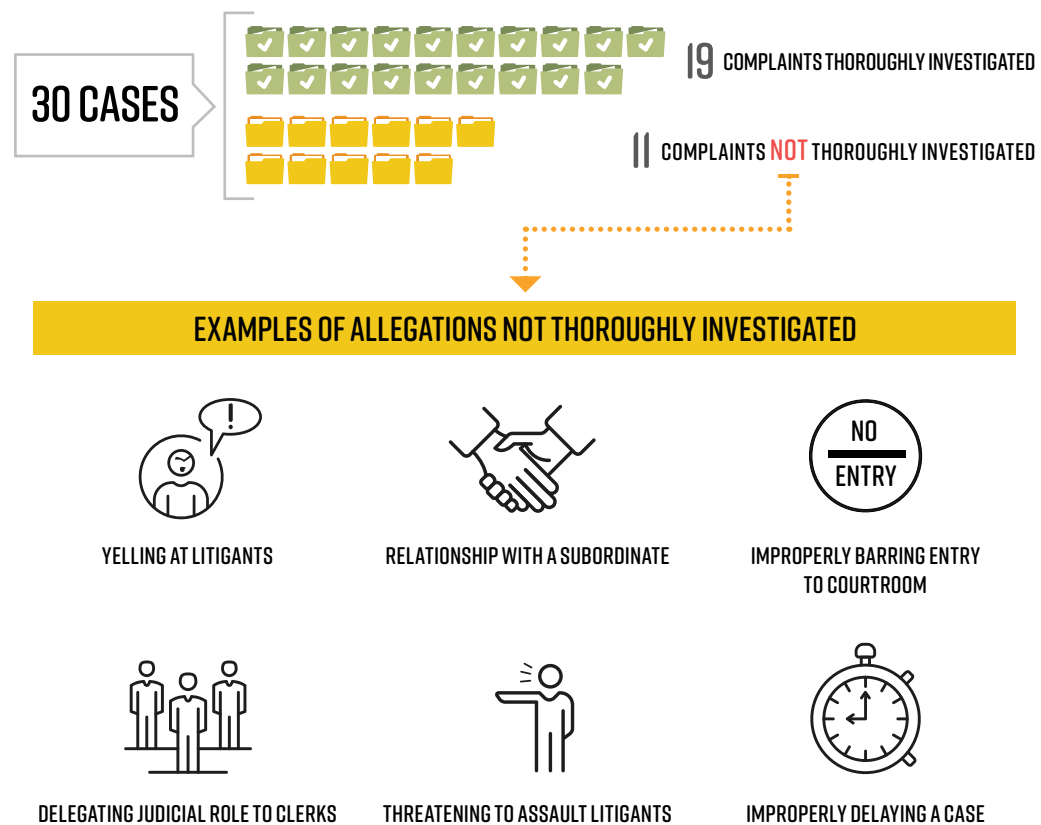 30 CASES
19 COMPLAINTS THOROUGHLY INVESTIGATED
11 COMPLAINTS NOT THOROUGHLY INVESTIGATED
EXAMPLES OF ALLEGATIONS NOT THOROUGHLY INVESTIGATED
!
NO
ENTRY
YELLING AT LITIGANTS
RELATIONSHIP WITH A SUBORDINATE
IMPROPERLY BARRING ENTRY
TO COURTROOM
DELEGATING JUDICIAL ROLE TO CLERKS
THREATENING TO ASSAULT LITIGANTS
IMPROPERLY DELAYING A CASE